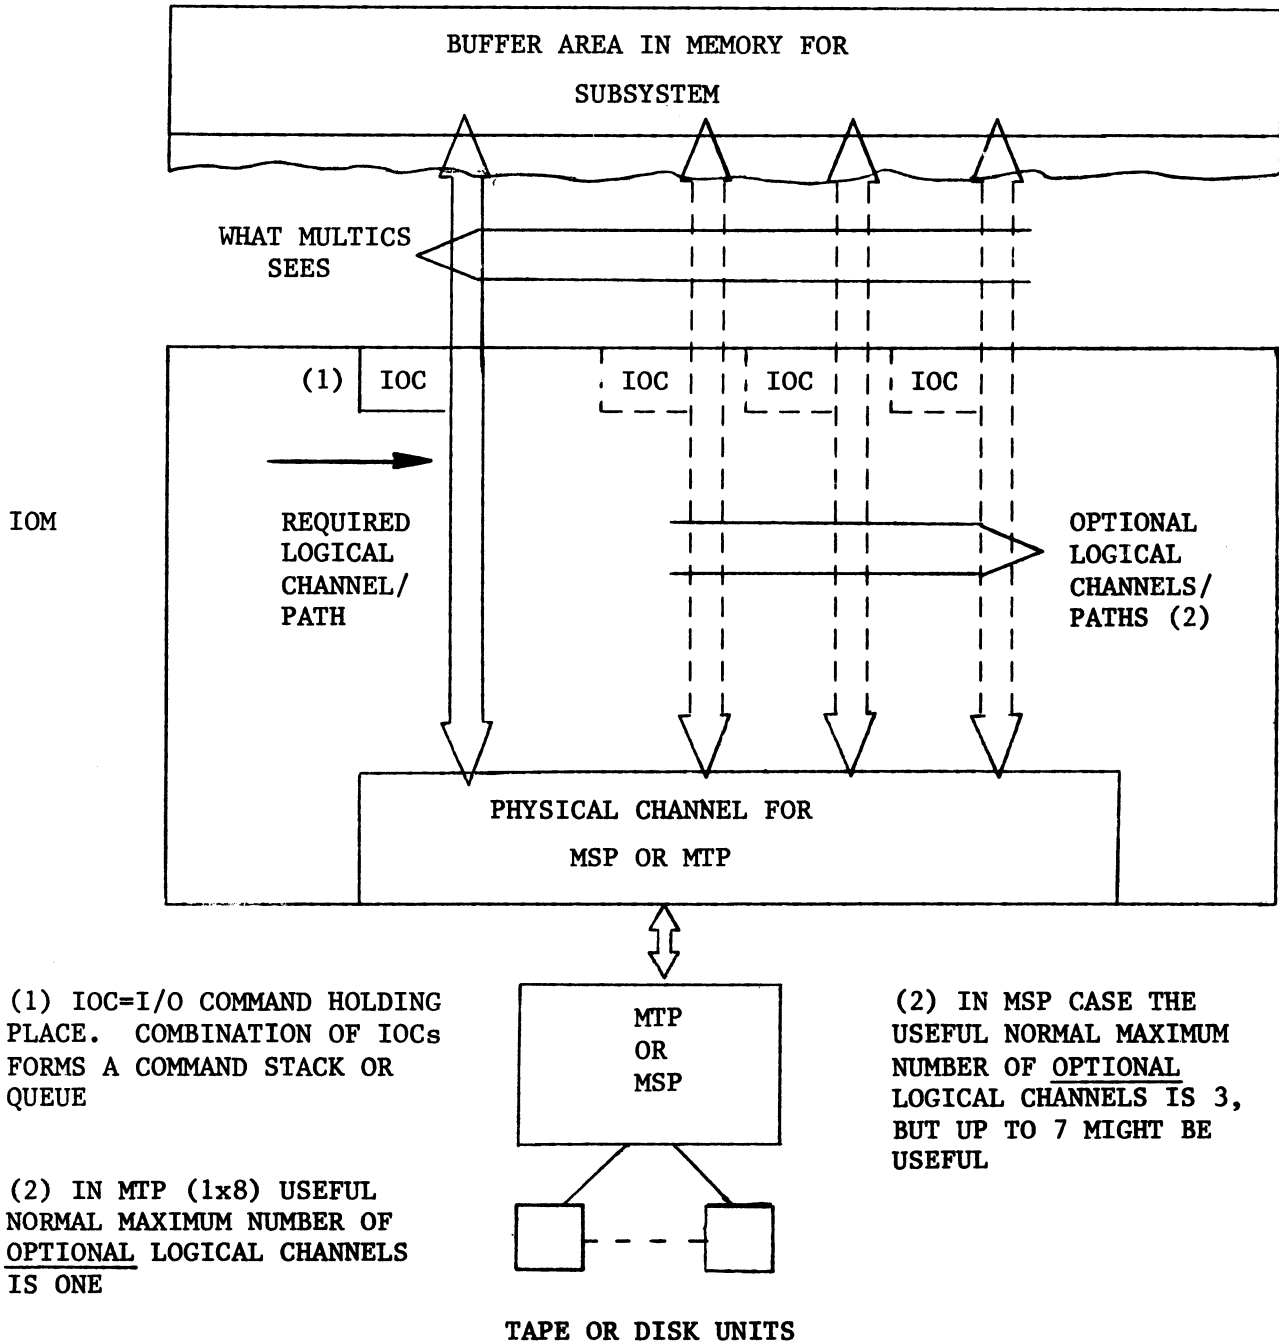 BUFFER AREA IN MEMORY FOR
SUBSYSTEM
WHAT MULTICS
SEES
(1) IOC IOC IOC IOC
IOM
REQUIRED
LOGICAL
CHANNEL/
PATH
OPTIONAL
LOGICAL
CHANNELS/
PATHS (2)
PHYSICAL CHANNEL FOR
MSP OR MTP
(1) IOC=I/O COMMAND HOLDING
PLACE. COMBINATION OF IOCs
FORMS A COMMAND STACK OR
QUEUE
MTP
OR
MSP
(2) IN MSP CASE THE
USEFUL NORMAL MAXIMUM
NUMBER OF OPTIONAL
LOGICAL CHANNELS IS 3,
BUT UP TO 7 MIGHT BE
USEFUL
(2) IN MTP (1x8) USEFUL
NORMAL MAXIMUM NUMBER OF
OPTIONAL LOGICAL CHANNELS
IS ONE
TAPE OR DISK UNITS